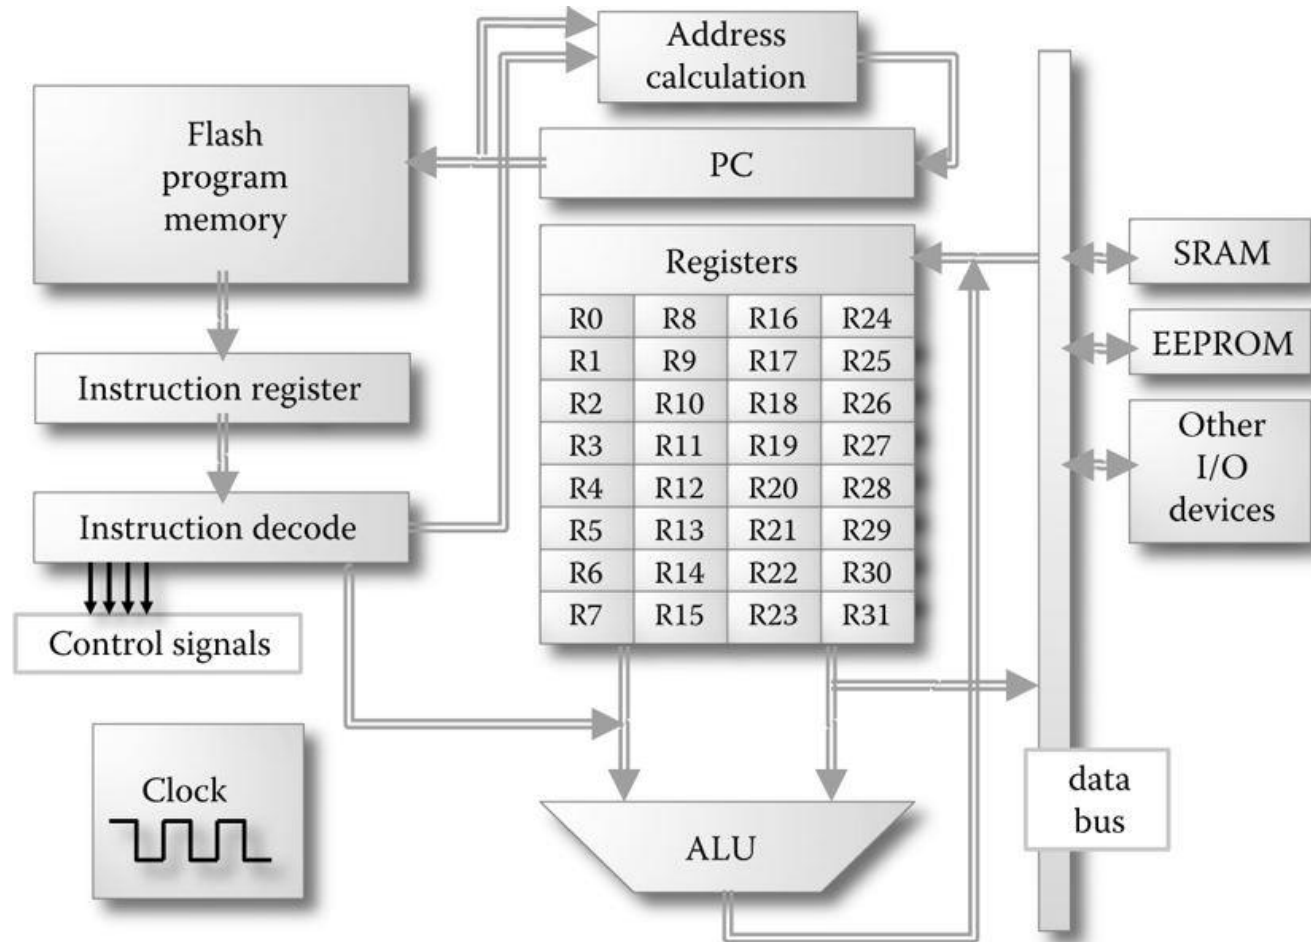 Address
calculation
Flash
program
memory
PC
Registers
R0 R8 R16 R24
R1 R9 R17 R25
R2 R10 R18 R26
R3 R11 R19 R27
R4 R12 R20 R28
R5 R13 R21 R29
R6 R14 R22 R30
R7 R15 R23 R31
Instruction register
Instruction decode
Control signals
Clock
ALU
SRAM
EEPROM
Other
I/O
devices
data
bus